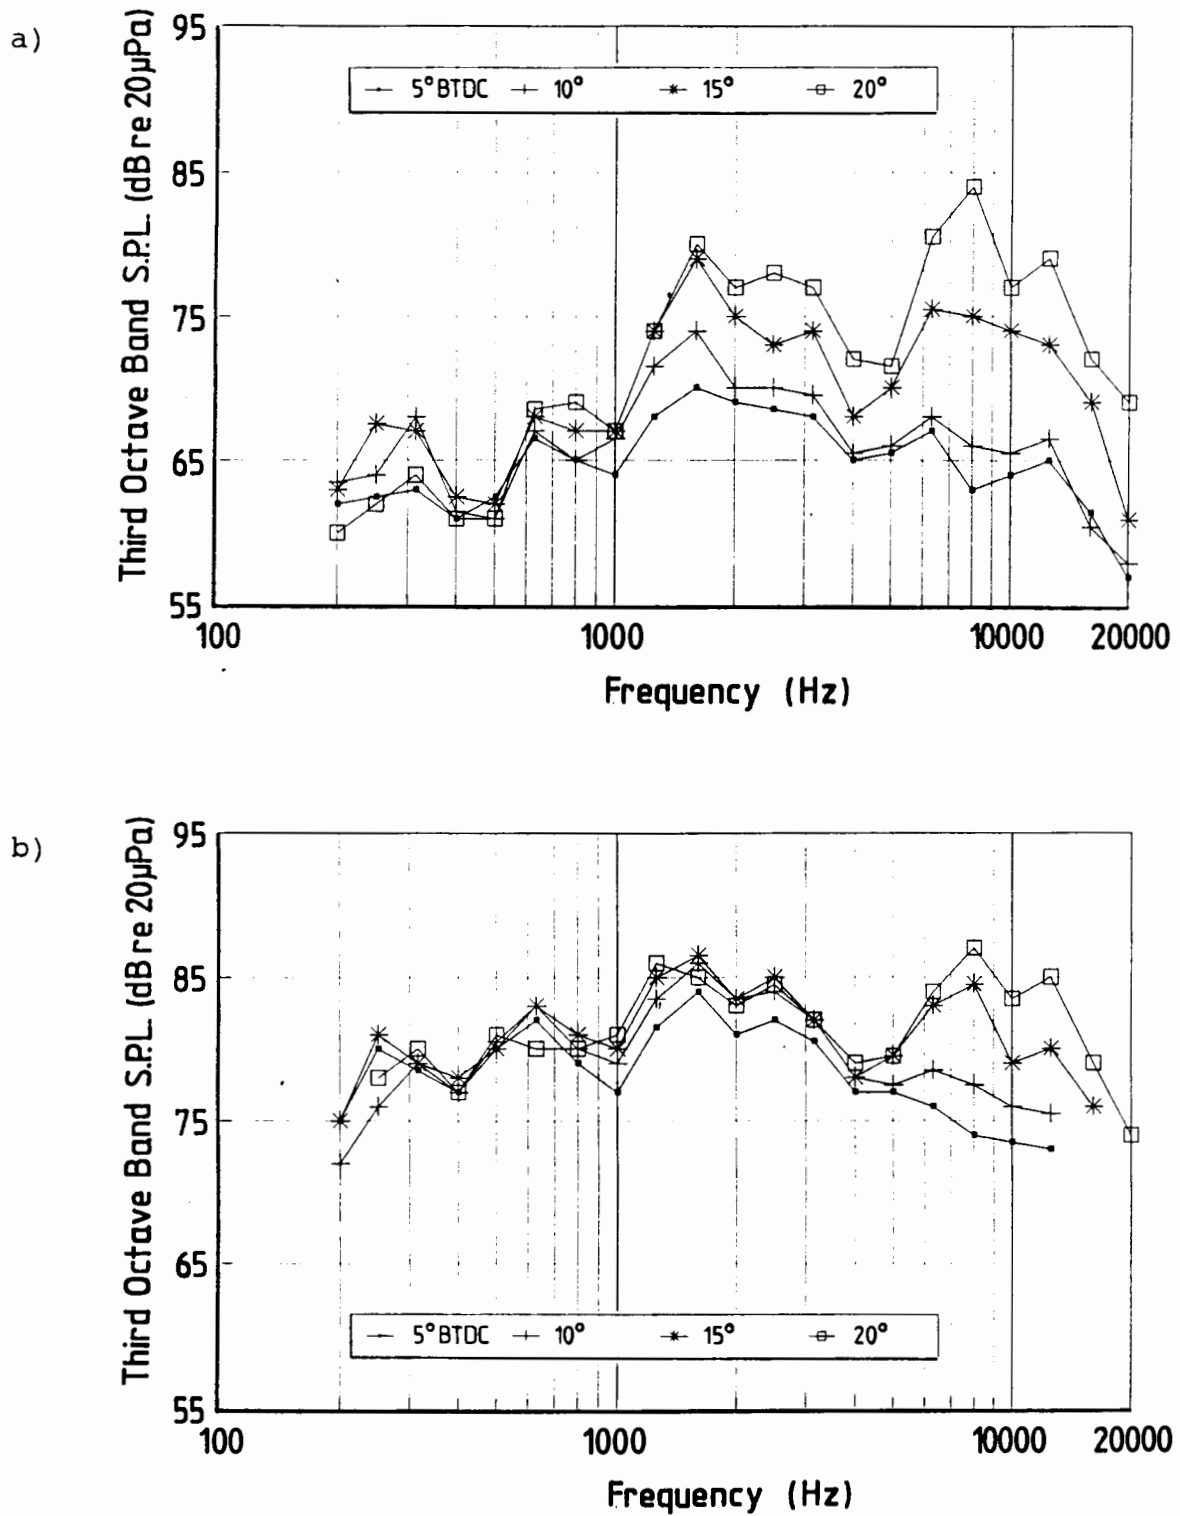 a)
Third Octave Band S.P.L. (dB re 20µPa)
95
85
75
65
55
5° BTDC 10° 15° 20°
100 1000 10000 20000
Frequency (Hz)
b)
Third Octave Band S.P.L. (dB re 20µPa)
95
85
75
65
55
5° BTDC 10° 15° 20°
100 1000 10000 20000
Frequency (Hz)